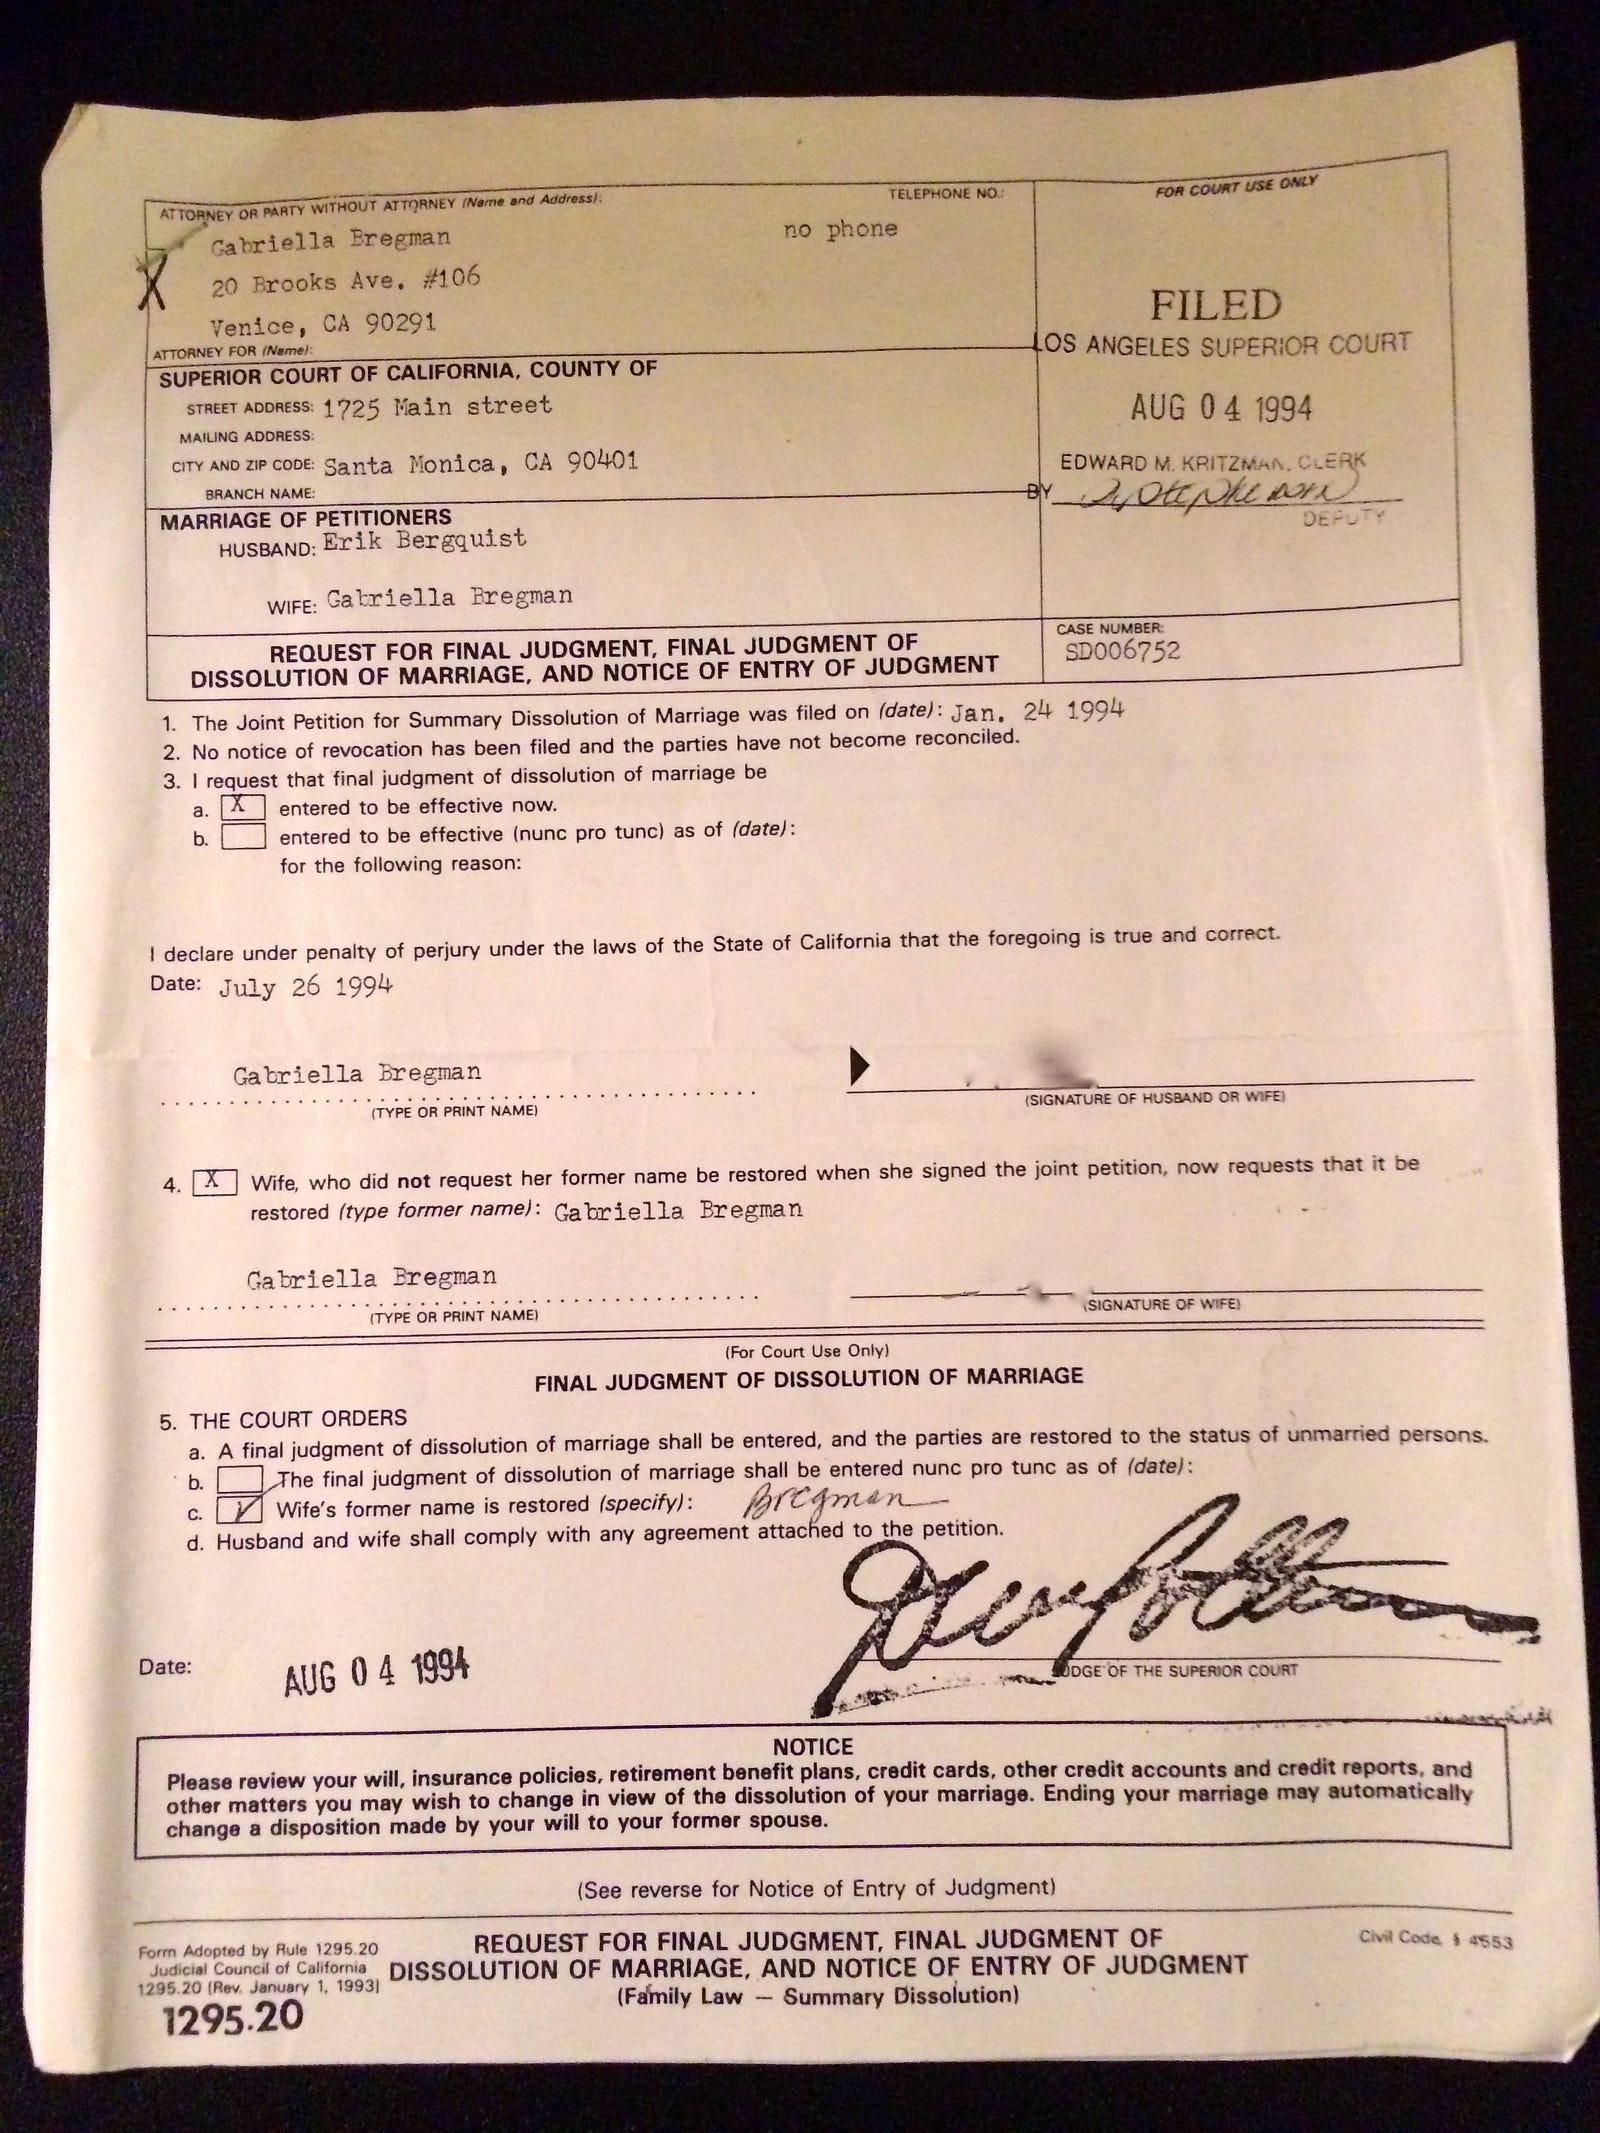 ATTORNEY OR PARTY WITHOUT ATTORNEY (Name and Address):
TELEPHONE NO.:
FOR COURT USE ONLY
Gabriella Bregman
no phone
20 Brooks Ave. #106
Venice, CA 90291
X
ATTORNEY FOR (Name):
FILED
LOS ANGELES SUPERIOR COURT
AUG 04 1994
EDWARD M. KRITZMAN, CLERK
BY
DEPUTY
SUPERIOR COURT OF CALIFORNIA, COUNTY OF
STREET ADDRESS: 1725 Main street
MAILING ADDRESS:
CITY AND ZIP CODE: Santa Monica, CA 90401
BRANCH NAME:
MARRIAGE OF PETITIONERS
HUSBAND: Erik Bergquist
WIFE: Gabriella Bregman
REQUEST FOR FINAL JUDGMENT, FINAL JUDGMENT OF
DISSOLUTION OF MARRIAGE, AND NOTICE OF ENTRY OF JUDGMENT
CASE NUMBER:
SD006752
1. The Joint Petition for Summary Dissolution of Marriage was filed on (date): Jan. 24 1994
2. No notice of revocation has been filed and the parties have not become reconciled.
3. I request that final judgment of dissolution of marriage be
a. X entered to be effective now.
b. entered to be effective (nunc pro tunc) as of (date):
for the following reason:
I declare under penalty of perjury under the laws of the State of California that the foregoing is true and correct.
Date: July 26 1994
Gabriella Bregman
(TYPE OR PRINT NAME)
(SIGNATURE OF HUSBAND OR WIFE)
4. X Wife, who did not request her former name be restored when she signed the joint petition, now requests that it be
restored (type former name): Gabriella Bregman
Gabriella Bregman
(TYPE OR PRINT NAME)
(SIGNATURE OF WIFE)
(For Court Use Only)
FINAL JUDGMENT OF DISSOLUTION OF MARRIAGE
5. THE COURT ORDERS
a. A final judgment of dissolution of marriage shall be entered, and the parties are restored to the status of unmarried persons.
b. The final judgment of dissolution of marriage shall be entered nunc pro tunc as of (date):
c. Wife's former name is restored (specify): Bregman
d. Husband and wife shall comply with any agreement attached to the petition.
Date: AUG 04 1994
JUDGE OF THE SUPERIOR COURT
NOTICE
Please review your will, insurance policies, retirement benefit plans, credit cards, other credit accounts and credit reports, and
other matters you may wish to change in view of the dissolution of your marriage. Ending your marriage may automatically
change a disposition made by your will to your former spouse.
(See reverse for Notice of Entry of Judgment)
Form Adopted by Rule 1295.20
Judicial Council of California
1295.20 (Rev. January 1, 1993)
1295.20
REQUEST FOR FINAL JUDGMENT, FINAL JUDGMENT OF
DISSOLUTION OF MARRIAGE, AND NOTICE OF ENTRY OF JUDGMENT
(Family Law — Summary Dissolution)
Civil Code, § 4553